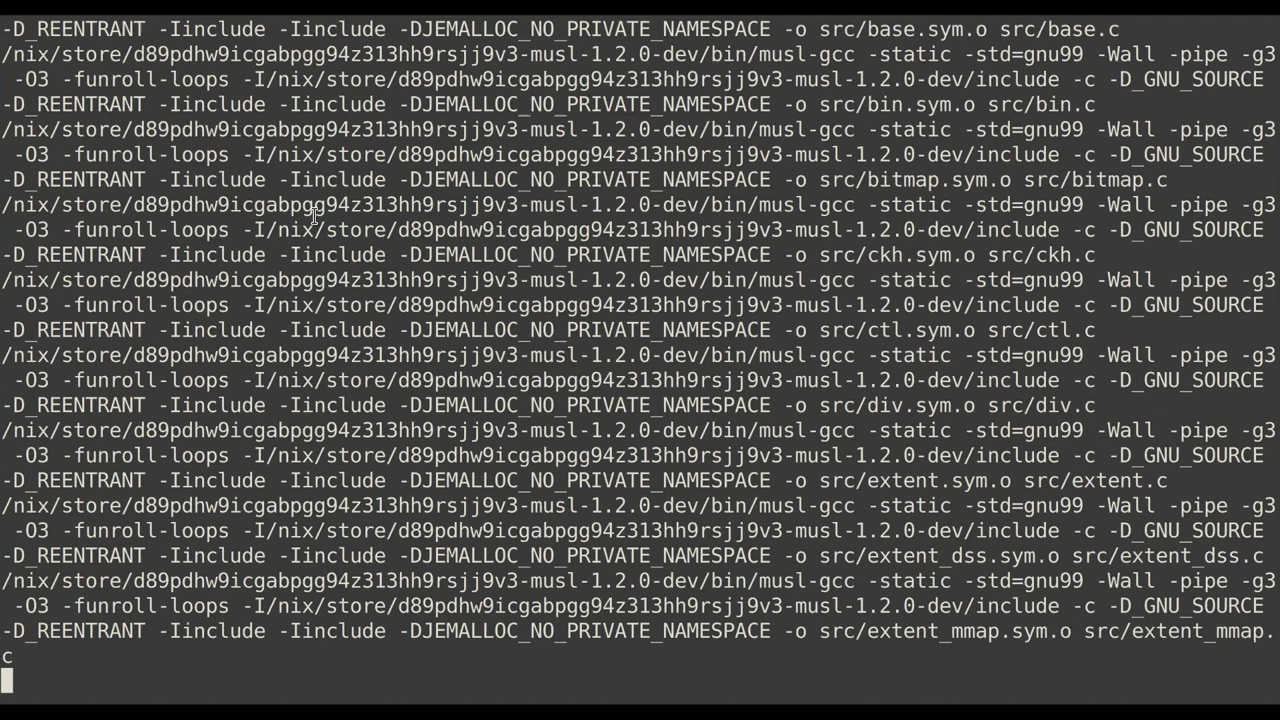 -D_REENTRANT -Iinclude -Iinclude -DJEMALLOC_NO_PRIVATE_NAMESPACE -o src/base.sym.o src/base.c
/nix/store/d89pdhw9icgabpgg94z313hh9rsjj9v3-musl-1.2.0-dev/bin/musl-gcc -static -std=gnu99 -Wall -pipe -g3
 -O3 -funroll-loops -I/nix/store/d89pdhw9icgabpgg94z313hh9rsjj9v3-musl-1.2.0-dev/include -c -D_GNU_SOURCE
-D_REENTRANT -Iinclude -Iinclude -DJEMALLOC_NO_PRIVATE_NAMESPACE -o src/bin.sym.o src/bin.c
/nix/store/d89pdhw9icgabpgg94z313hh9rsjj9v3-musl-1.2.0-dev/bin/musl-gcc -static -std=gnu99 -Wall -pipe -g3
 -O3 -funroll-loops -I/nix/store/d89pdhw9icgabpgg94z313hh9rsjj9v3-musl-1.2.0-dev/include -c -D_GNU_SOURCE
-D_REENTRANT -Iinclude -Iinclude -DJEMALLOC_NO_PRIVATE_NAMESPACE -o src/bitmap.sym.o src/bitmap.c
/nix/store/d89pdhw9icgabpgg94z313hh9rsjj9v3-musl-1.2.0-dev/bin/musl-gcc -static -std=gnu99 -Wall -pipe -g3
 -O3 -funroll-loops -I/nix/store/d89pdhw9icgabpgg94z313hh9rsjj9v3-musl-1.2.0-dev/include -c -D_GNU_SOURCE
-D_REENTRANT -Iinclude -Iinclude -DJEMALLOC_NO_PRIVATE_NAMESPACE -o src/ckh.sym.o src/ckh.c
/nix/store/d89pdhw9icgabpgg94z313hh9rsjj9v3-musl-1.2.0-dev/bin/musl-gcc -static -std=gnu99 -Wall -pipe -g3
 -O3 -funroll-loops -I/nix/store/d89pdhw9icgabpgg94z313hh9rsjj9v3-musl-1.2.0-dev/include -c -D_GNU_SOURCE
-D_REENTRANT -Iinclude -Iinclude -DJEMALLOC_NO_PRIVATE_NAMESPACE -o src/ctl.sym.o src/ctl.c
/nix/store/d89pdhw9icgabpgg94z313hh9rsjj9v3-musl-1.2.0-dev/bin/musl-gcc -static -std=gnu99 -Wall -pipe -g3
 -O3 -funroll-loops -I/nix/store/d89pdhw9icgabpgg94z313hh9rsjj9v3-musl-1.2.0-dev/include -c -D_GNU_SOURCE
-D_REENTRANT -Iinclude -Iinclude -DJEMALLOC_NO_PRIVATE_NAMESPACE -o src/div.sym.o src/div.c
/nix/store/d89pdhw9icgabpgg94z313hh9rsjj9v3-musl-1.2.0-dev/bin/musl-gcc -static -std=gnu99 -Wall -pipe -g3
 -O3 -funroll-loops -I/nix/store/d89pdhw9icgabpgg94z313hh9rsjj9v3-musl-1.2.0-dev/include -c -D_GNU_SOURCE
-D_REENTRANT -Iinclude -Iinclude -DJEMALLOC_NO_PRIVATE_NAMESPACE -o src/extent.sym.o src/extent.c
/nix/store/d89pdhw9icgabpgg94z313hh9rsjj9v3-musl-1.2.0-dev/bin/musl-gcc -static -std=gnu99 -Wall -pipe -g3
 -O3 -funroll-loops -I/nix/store/d89pdhw9icgabpgg94z313hh9rsjj9v3-musl-1.2.0-dev/include -c -D_GNU_SOURCE
-D_REENTRANT -Iinclude -Iinclude -DJEMALLOC_NO_PRIVATE_NAMESPACE -o src/extent_dss.sym.o src/extent_dss.c
/nix/store/d89pdhw9icgabpgg94z313hh9rsjj9v3-musl-1.2.0-dev/bin/musl-gcc -static -std=gnu99 -Wall -pipe -g3
 -O3 -funroll-loops -I/nix/store/d89pdhw9icgabpgg94z313hh9rsjj9v3-musl-1.2.0-dev/include -c -D_GNU_SOURCE
-D_REENTRANT -Iinclude -Iinclude -DJEMALLOC_NO_PRIVATE_NAMESPACE -o src/extent_mmap.sym.o src/extent_mmap.
c